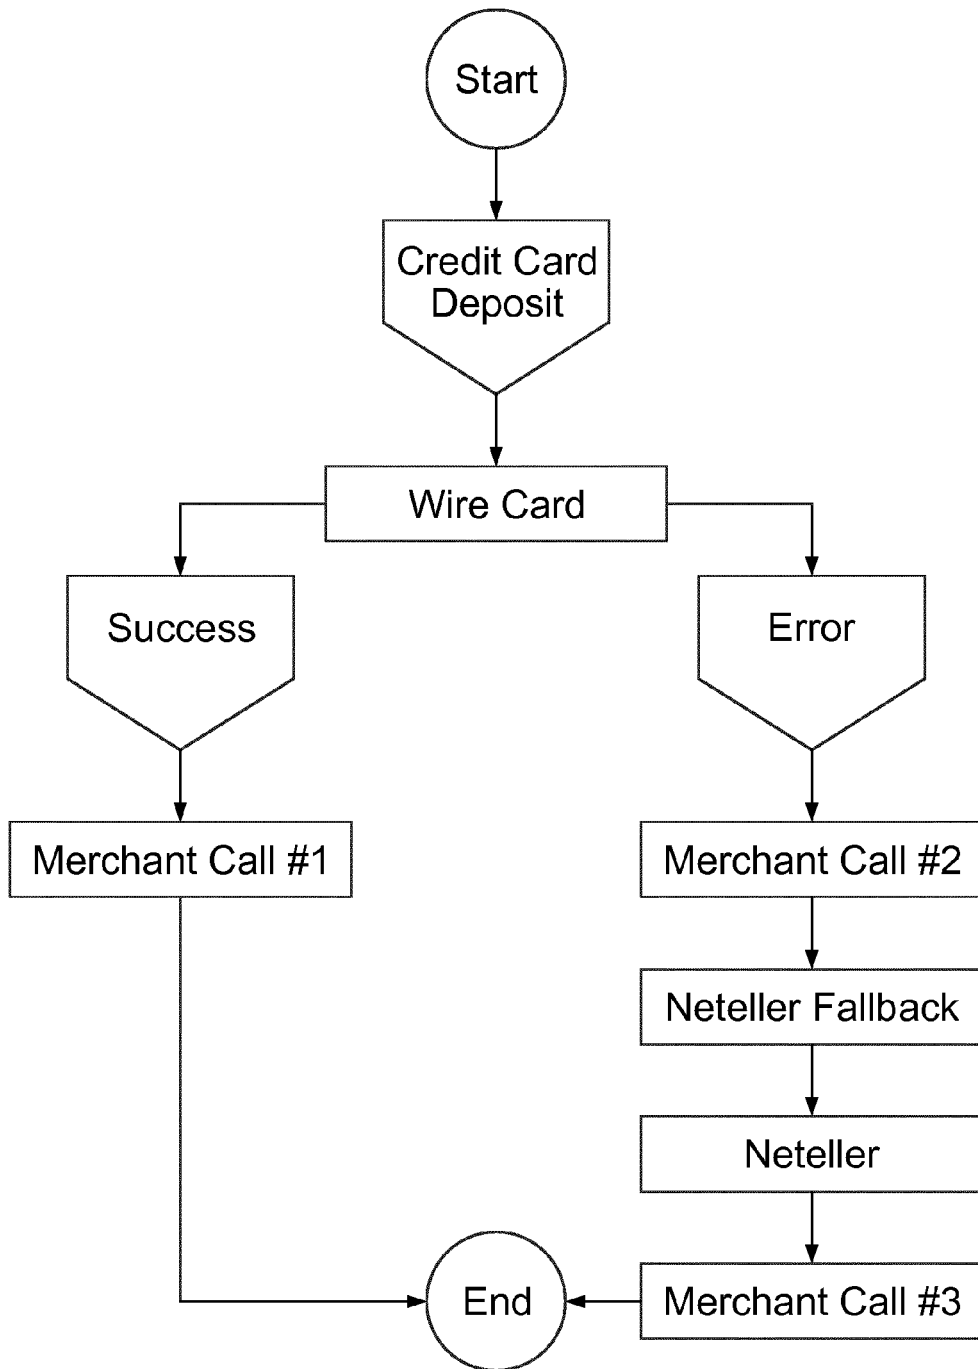 Start
Credit Card
Deposit
Wire Card
Success
Error
Merchant Call #1
Merchant Call #2
Neteller Fallback
Neteller
End
Merchant Call #3